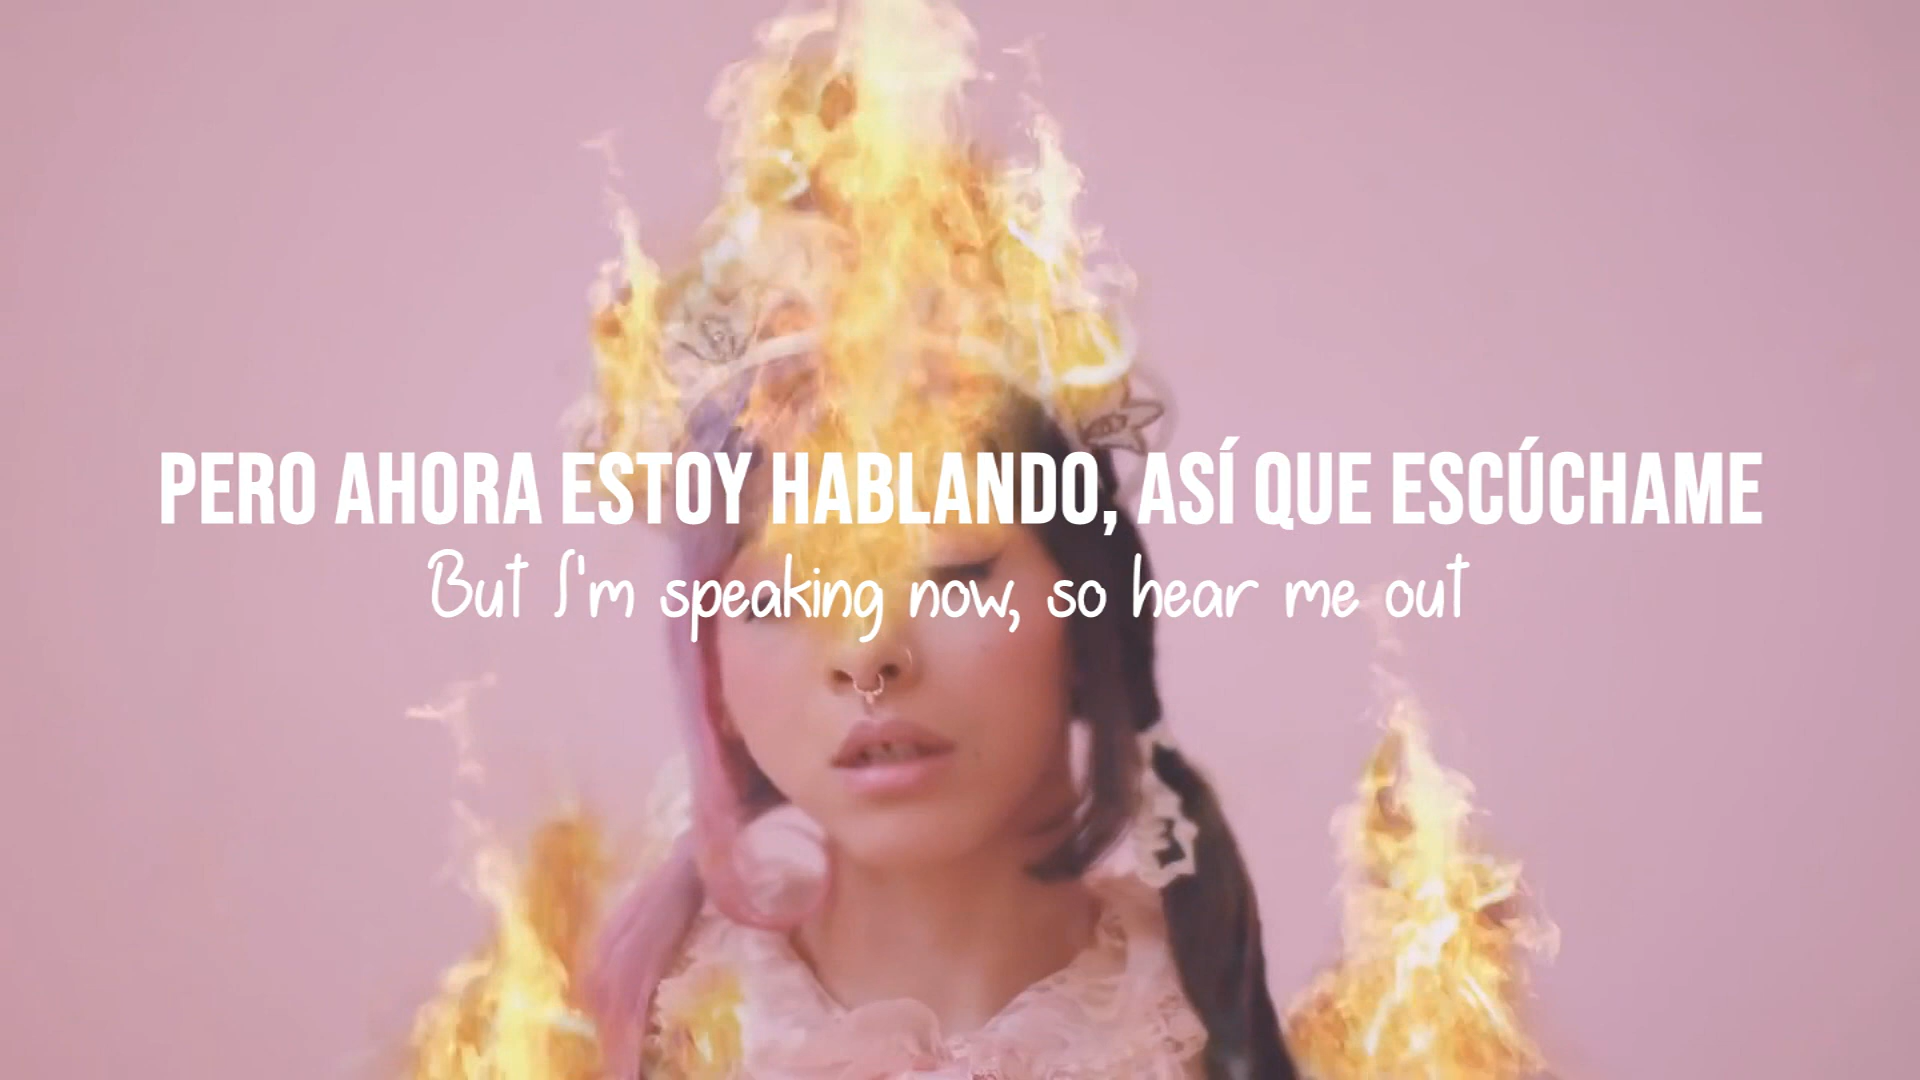 PERO AHORA ESTOY HABLANDO, ASÍ QUE ESCÚCHAME
But I'm speaking now, so hear me out